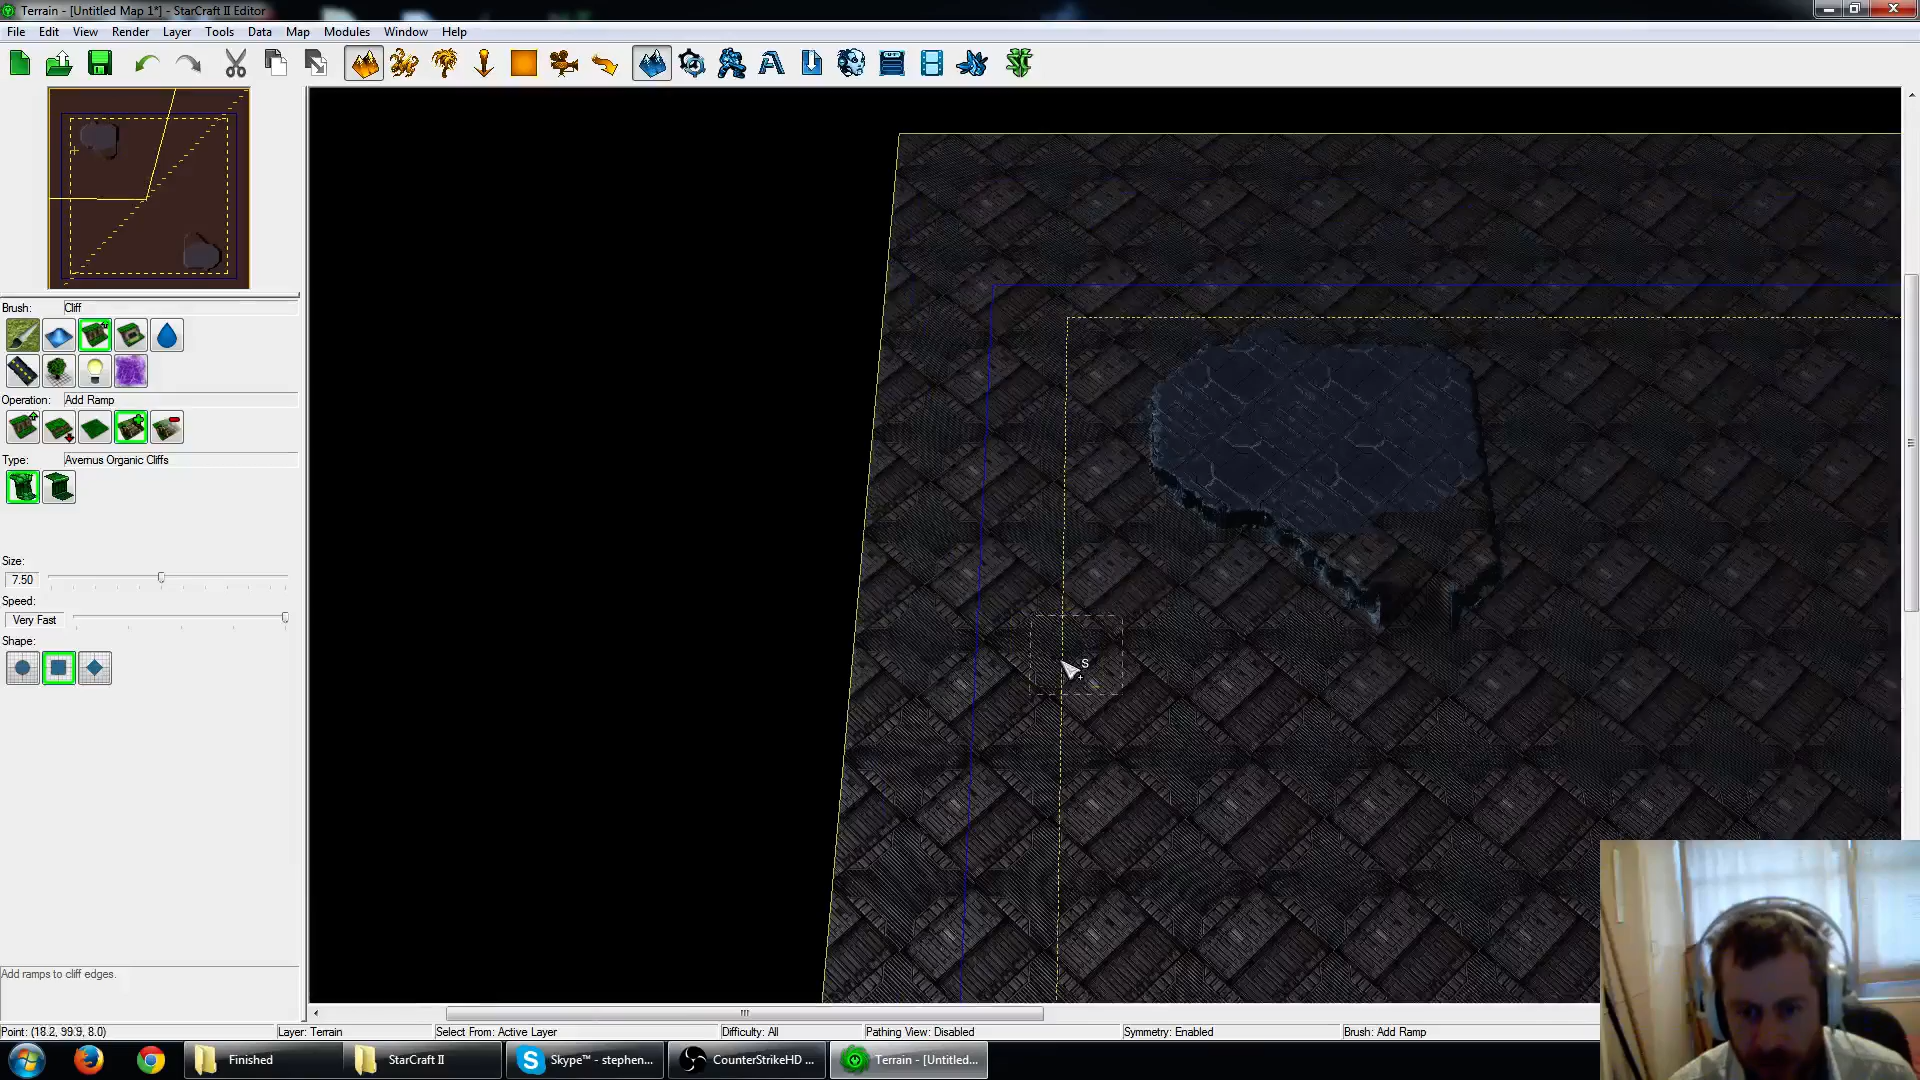 Terrain - [Untitled Map 1*] - StarCraft II Editor
File Edit View Render Layer Tools Data Map Modules Window Help
Brush: Cliff
Operation: Add Ramp
Type: Avernus Organic Cliffs
Size:
7.50
Speed:
Very Fast
Shape:
S
Add ramps to cliff edges.
Point: (18.2, 99.9, 8.0) Layer: Terrain Select From: Active Layer Difficulty: All Pathing View: Disabled Symmetry: Enabled Brush: Add Ramp
Finished StarCraft II Skype™ - stephen... CounterStrikeHD ... Terrain - [Untitled...